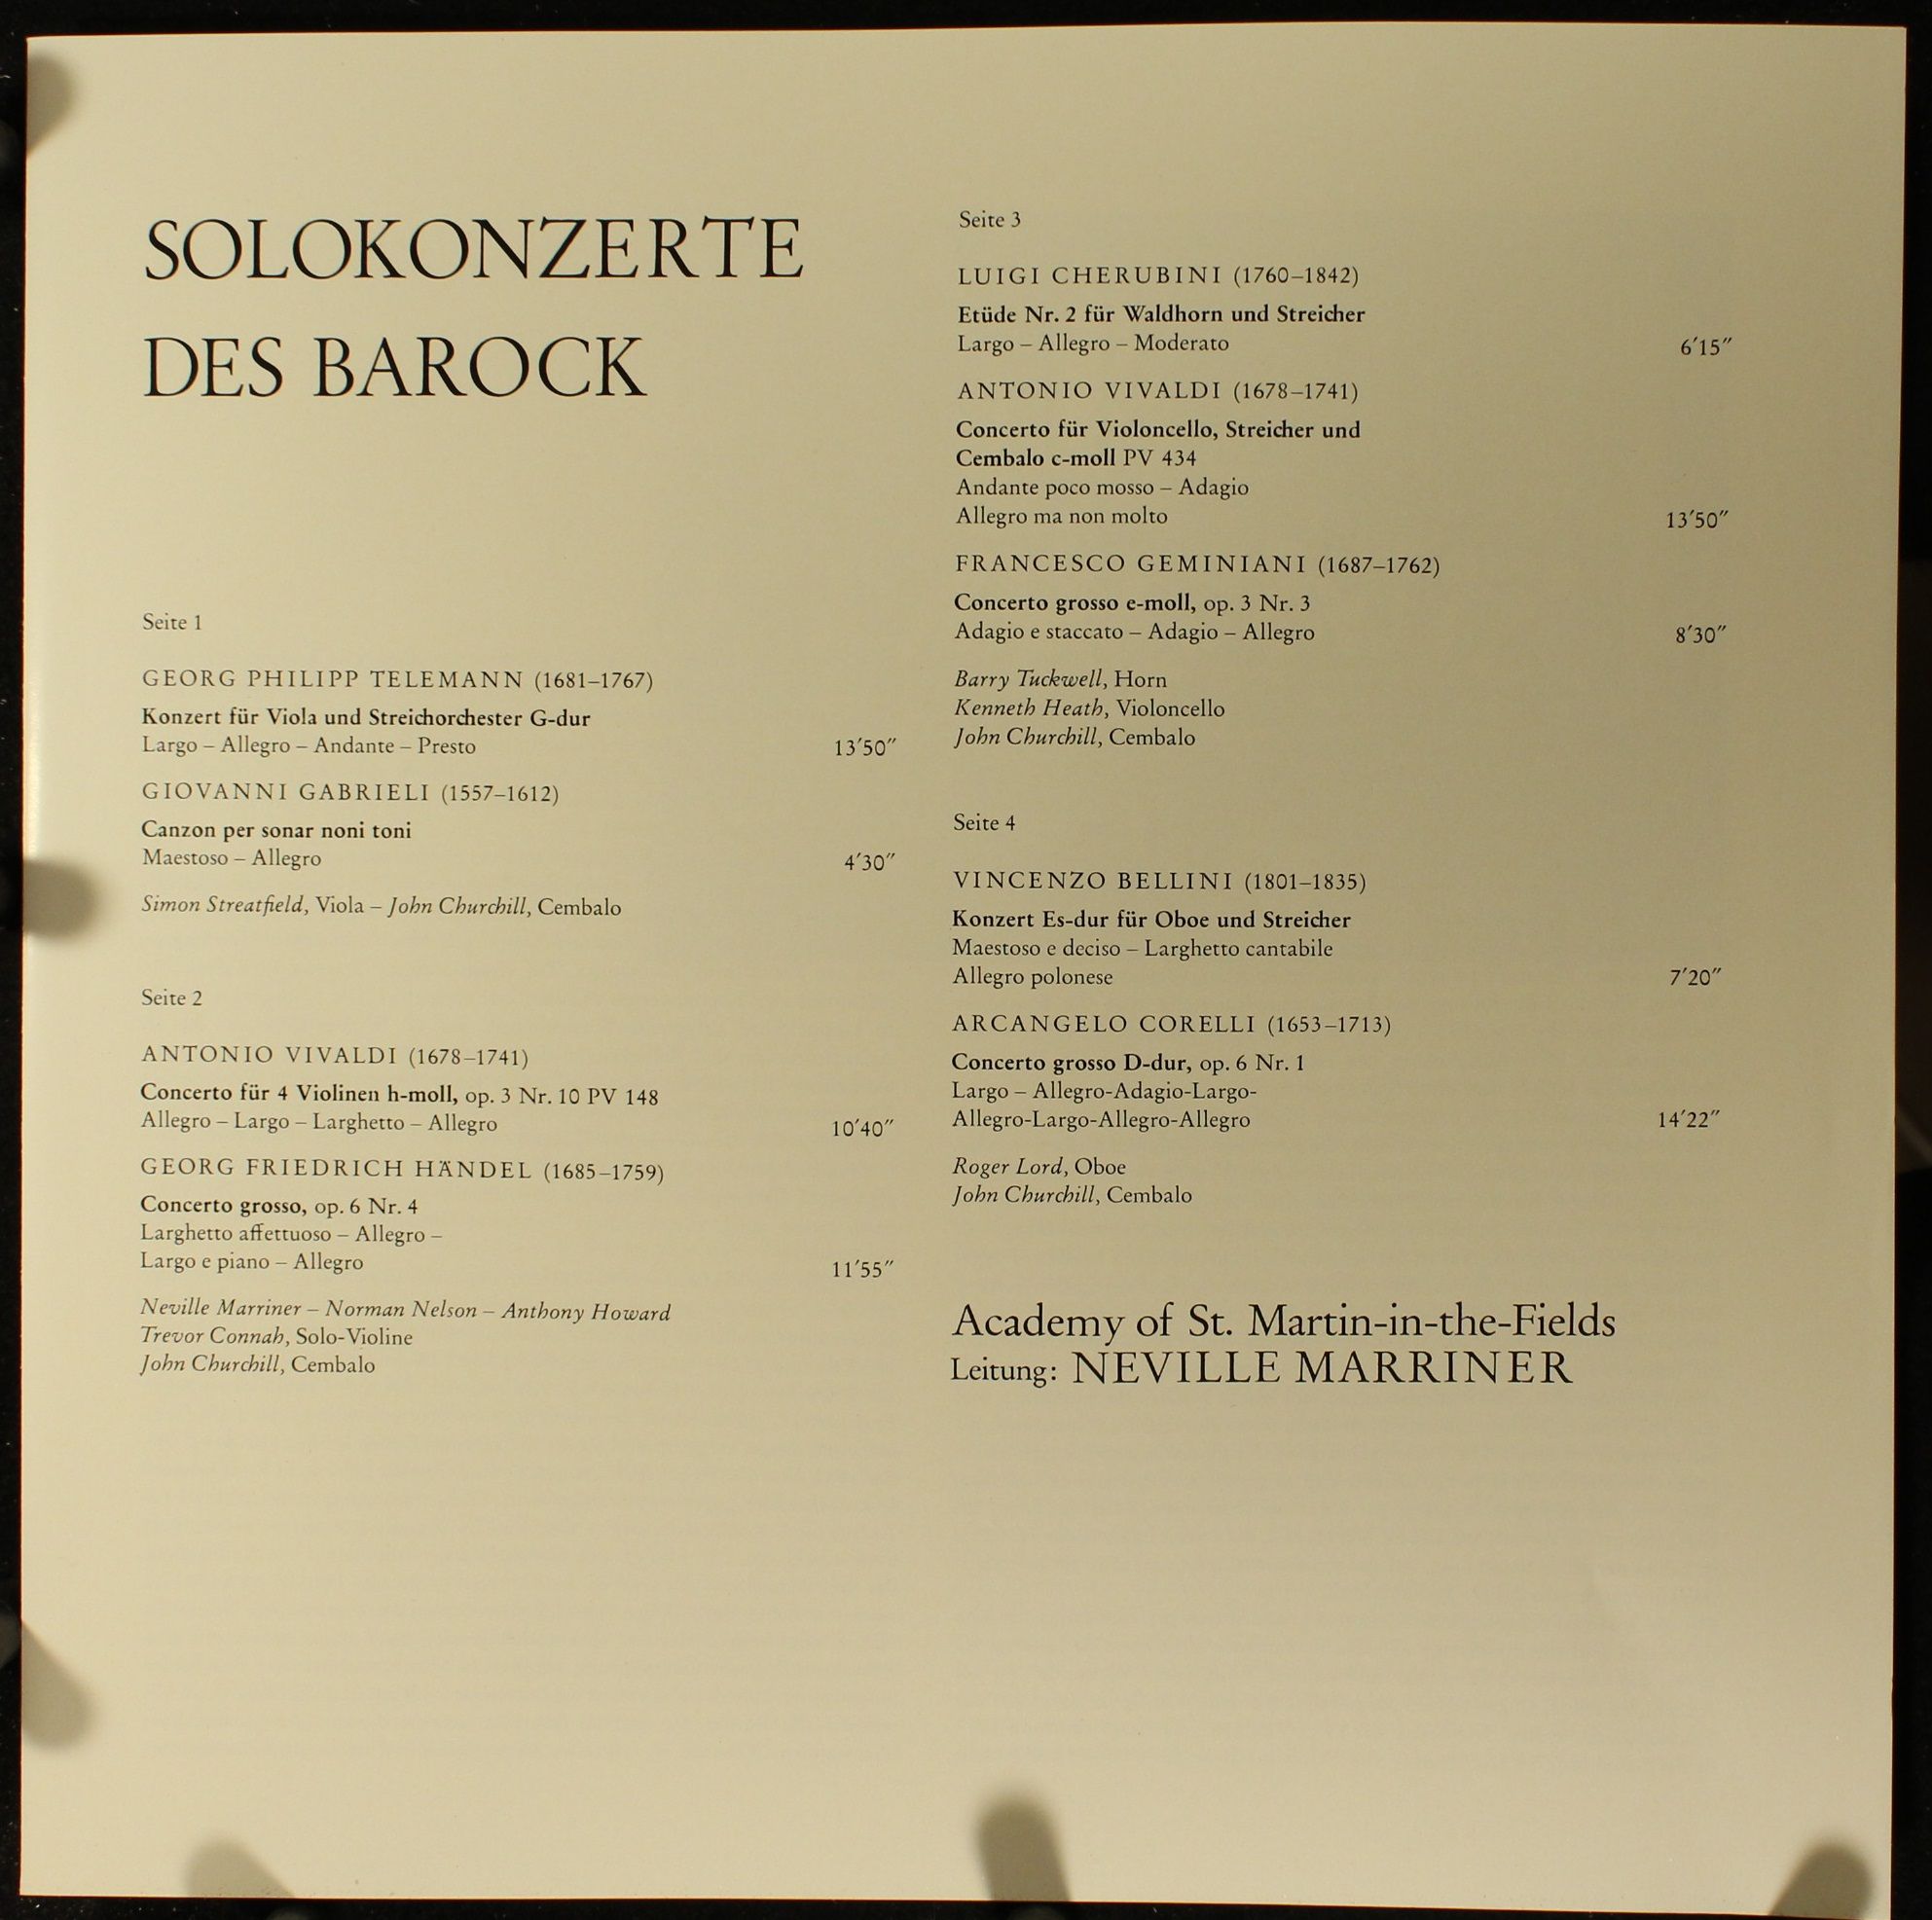 SOLOKONZERTE
DES BAROCK
Seite 1
GEORG PHILIPP TELEMANN (1681–1767)
Konzert für Viola und Streichorchester G-dur
Largo – Allegro – Andante – Presto 13′50″
GIOVANNI GABRIELI (1557–1612)
Canzon per sonar noni toni
Maestoso – Allegro 4′30″
Simon Streatfield, Viola – John Churchill, Cembalo
Seite 2
ANTONIO VIVALDI (1678–1741)
Concerto für 4 Violinen h-moll, op. 3 Nr. 10 PV 148
Allegro – Largo – Larghetto – Allegro 10′40″
GEORG FRIEDRICH HÄNDEL (1685–1759)
Concerto grosso, op. 6 Nr. 4
Larghetto affettuoso – Allegro –
Largo e piano – Allegro 11′55″
Neville Marriner – Norman Nelson – Anthony Howard
Trevor Connah, Solo-Violine
John Churchill, Cembalo
Seite 3
LUIGI CHERUBINI (1760–1842)
Etüde Nr. 2 für Waldhorn und Streicher
Largo – Allegro – Moderato 6′15″
ANTONIO VIVALDI (1678–1741)
Concerto für Violoncello, Streicher und
Cembalo c-moll PV 434
Andante poco mosso – Adagio
Allegro ma non molto 13′50″
FRANCESCO GEMINIANI (1687–1762)
Concerto grosso e-moll, op. 3 Nr. 3
Adagio e staccato – Adagio – Allegro 8′30″
Barry Tuckwell, Horn
Kenneth Heath, Violoncello
John Churchill, Cembalo
Seite 4
VINCENZO BELLINI (1801–1835)
Konzert Es-dur für Oboe und Streicher
Maestoso e deciso – Larghetto cantabile
Allegro polonese 7′20″
ARCANGELO CORELLI (1653–1713)
Concerto grosso D-dur, op. 6 Nr. 1
Largo – Allegro-Adagio-Largo-
Allegro-Largo-Allegro-Allegro 14′22″
Roger Lord, Oboe
John Churchill, Cembalo
Academy of St. Martin-in-the-Fields
Leitung: NEVILLE MARRINER